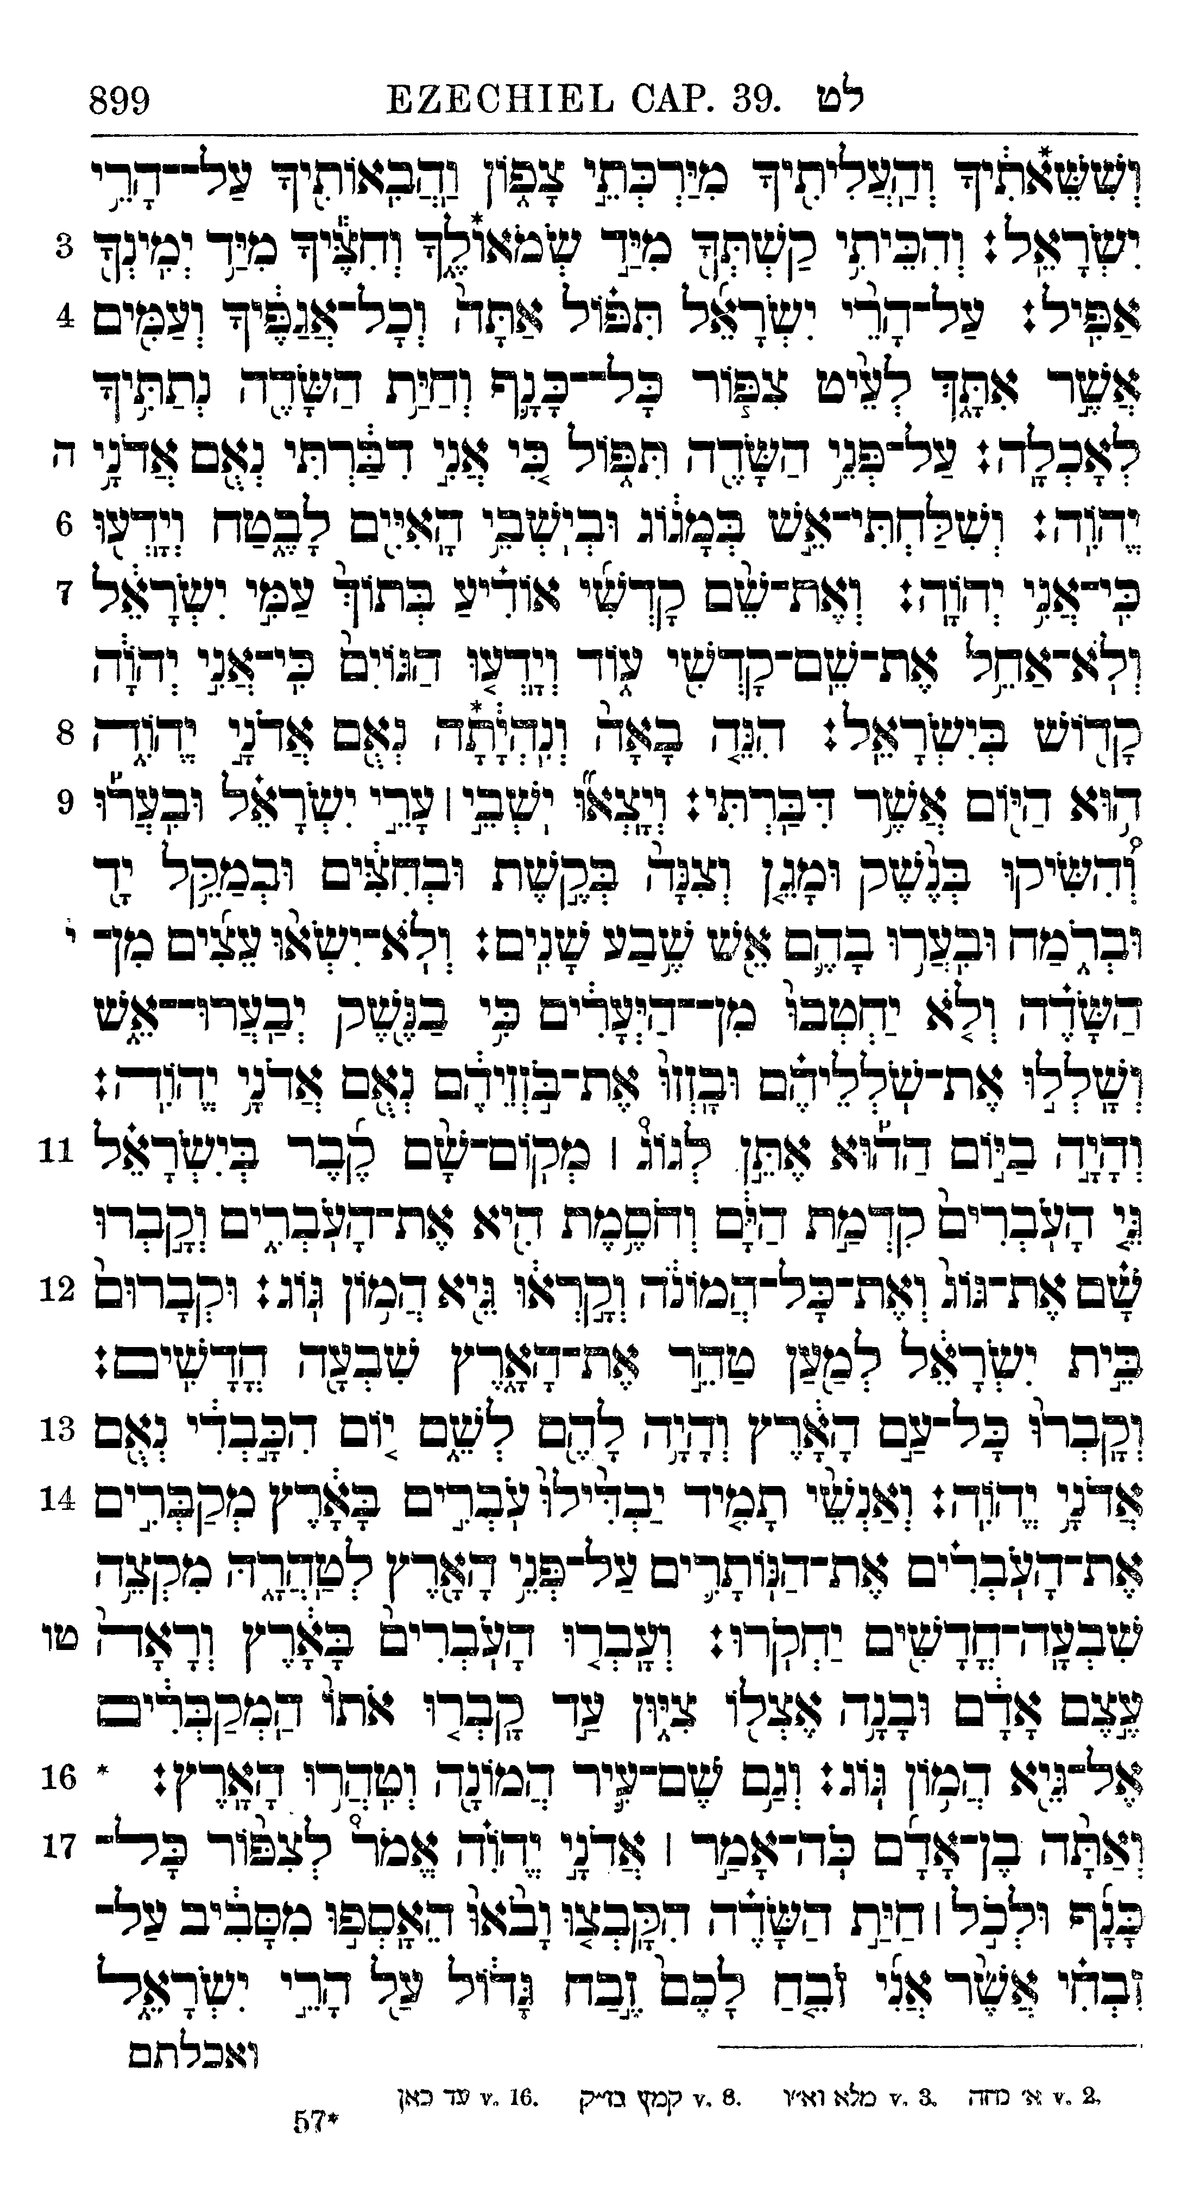 899 EZECHIEL CAP. 39. לט
וְשִׁשֵּׁאתִ֔יךָ וְהַֽעֲלִיתִ֖יךָ מִיַּרְכְּתֵ֣י צָפ֑וֹן וַהֲבִאוֹתִ֖ךָ עַל־הָרֵ֥י
3 יִשְׂרָאֵֽל׃ וְהִכֵּיתִ֥י קַשְׁתְּךָ֖ מִיַּ֣ד שְׂמֹאולֶ֑ךָ וְחִצֶּ֕יךָ מִיַּ֥ד יְמִֽינְךָ֖
4 אַפִּֽיל׃ עַל־הָרֵ֨י יִשְׂרָאֵ֜ל תִּפּ֗וֹל אַתָּה֙ וְכָל־אֲגַפֶּ֔יךָ וְעַמִּ֖ים
אֲשֶׁ֣ר אִתָּ֑ךְ לְעֵ֨יט צִפּ֧וֹר כָּל־כָּנָ֛ף וְחַיַּ֥ת הַשָּׂדֶ֖ה נְתַתִּ֥יךָ
ה לְאָכְלָֽה׃ עַל־פְּנֵ֥י הַשָּׂדֶ֖ה תִּפּ֑וֹל כִּ֚י אֲנִ֣י דִבַּ֔רְתִּי נְאֻ֖ם אֲדֹנָ֥י
6 יֱהוִֽה׃ וְשִׁלַּחְתִּי־אֵ֣שׁ בְּמָג֔וֹג וּבְיֹשְׁבֵ֥י הָאִיִּ֖ים לָבֶ֑טַח וְיָדְע֖וּ
7 כִּֽי־אֲנִ֥י יְהוָֽה׃ וְאֶת־שֵׁ֨ם קָדְשִׁ֜י אוֹדִ֗יעַ בְּתוֹךְ֙ עַמִּ֣י יִשְׂרָאֵ֔ל
וְלֹֽא־אַחֵ֥ל אֶת־שֵׁם־קָדְשִׁ֖י ע֑וֹד וְיָדְע֤וּ הַגּוֹיִם֙ כִּֽי־אֲנִ֣י יְהוָ֔ה
8 קָד֖וֹשׁ בְּיִשְׂרָאֵֽל׃ הִנֵּ֤ה בָאָה֙ וְנִֽהְיָ֔תָה נְאֻ֖ם אֲדֹנָ֣י יֱהוִ֑ה
9 ה֥וּא הַיּ֖וֹם אֲשֶׁ֥ר דִּבַּֽרְתִּי׃ וְֽיָצְא֞וּ יֹשְׁבֵ֣י׀ עָרֵ֣י יִשְׂרָאֵ֗ל וּבִעֲר֡וּ
וְ֠הִשִּׂיקוּ בְּנֶ֨שֶׁק וּמָגֵ֤ן וְצִנָּה֙ בְּקֶ֣שֶׁת וּבְחִצִּ֔ים וּבְמַקֵּ֥ל יָ֖ד
י וּבְרֹ֑מַח וּבִעֲר֥וּ בָהֶ֛ם אֵ֖שׁ שֶׁ֥בַע שָׁנִֽים׃ וְלֹֽא־יִשְׂא֨וּ עֵצִ֜ים מִן־
הַשָּׂדֶ֗ה וְלֹ֤א יַחְטְבוּ֙ מִן־הַיְּעָרִ֔ים כִּ֥י בַנֶּ֖שֶׁק יְבַֽעֲרוּ־אֵ֑שׁ
וְשָׁלְל֣וּ אֶת־שֹׁלְלֵיהֶ֗ם וּבָֽזְזוּ֙ אֶת־בֹּ֣זְזֵיהֶ֔ם נְאֻ֖ם אֲדֹנָ֥י יֱהוִֽה׃
11 וְהָיָ֣ה בַיּ֣וֹם הַה֡וּא אֶתֵּ֣ן לְגוֹג֩ ׀ מְקֽוֹם־שָׁ֨ם קֶ֜בֶר בְּיִשְׂרָאֵ֗ל
גֵּ֤י הָעֹֽבְרִים֙ קִדְמַ֣ת הַיָּ֔ם וְחֹסֶ֥מֶת הִ֖יא אֶת־הָעֹֽבְרִ֑ים וְקָ֣בְרוּ
12 שָׁ֗ם אֶת־גּוֹג֙ וְאֶת־כָּל־הֲמוֹנֹ֔ה וְקָ֣רְא֔וּ גֵּ֖יא הֲמ֥וֹן גּֽוֹג׃ וּקְבָרוּם֙
בֵּ֣ית יִשְׂרָאֵ֔ל לְמַ֖עַן טַהֵ֣ר אֶת־הָאָ֑רֶץ שִׁבְעָ֖ה חֳדָשִֽׁים׃
13 וְקָֽבְרוּ֙ כָּל־עַ֣ם הָאָ֔רֶץ וְהָיָ֥ה לָהֶ֖ם לְשֵׁ֑ם י֚וֹם הִכָּ֣בְדִ֔י נְאֻ֖ם
14 אֲדֹנָ֥י יֱהוִֽה׃ וְאַנְשֵׁ֨י תָמִ֤יד יַבְדִּ֙ילוּ֙ עֹבְרִ֣ים בָּאָ֔רֶץ מְקַבְּרִ֣ים
אֶת־הָעֹבְרִ֗ים אֶת־הַנּוֹתָרִ֛ים עַל־פְּנֵ֥י הָאָ֖רֶץ לְטַֽהֲרָ֑הּ מִקְצֵ֥ה
טו שִׁבְעָֽה־חֳדָשִׁ֖ים יַחְקֹֽרוּ׃ וְעָבְר֤וּ הָעֹֽבְרִים֙ בָּאָ֔רֶץ וְרָאָה֙
עֶ֣צֶם אָדָ֔ם וּבָנָ֥ה אֶצְל֖וֹ צִיּ֑וּן עַ֣ד קָבְר֤וּ אֹתוֹ֙ הַֽמְקַבְּרִ֔ים
16 אֶל־גֵּ֖יא הֲמ֥וֹן גּֽוֹג׃ וְגַ֥ם שֶׁם־עִ֛יר הֲמוֹנָ֖ה וְטִהֲר֥וּ הָאָֽרֶץ׃ *
17 וְאַתָּ֨ה בֶן־אָדָ֜ם כֹּֽה־אָמַ֣ר ׀ אֲדֹנָ֣י יֱהוִ֗ה אֱמֹר֩ לְצִפּ֨וֹר כָּל־
כָּנָ֜ף וּלְכֹ֣ל׀ חַיַּ֣ת הַשָּׂדֶ֗ה הִקָּבְצ֤וּ וָבֹ֙אוּ֙ הֵאָסְפ֣וּ מִסָּבִ֔יב עַל־
זִבְחִ֗י אֲשֶׁ֨ר אֲנִ֜י זֹבֵ֤חַ לָכֶם֙ זֶ֣בַח גָּד֔וֹל עַ֖ל הָרֵ֣י יִשְׂרָאֵ֑ל
ואכלתם
v. 2. א׳ נחה v. 3. מלא וא״ו v. 8. קמץ בז״ק v. 16. עד כאן
57*